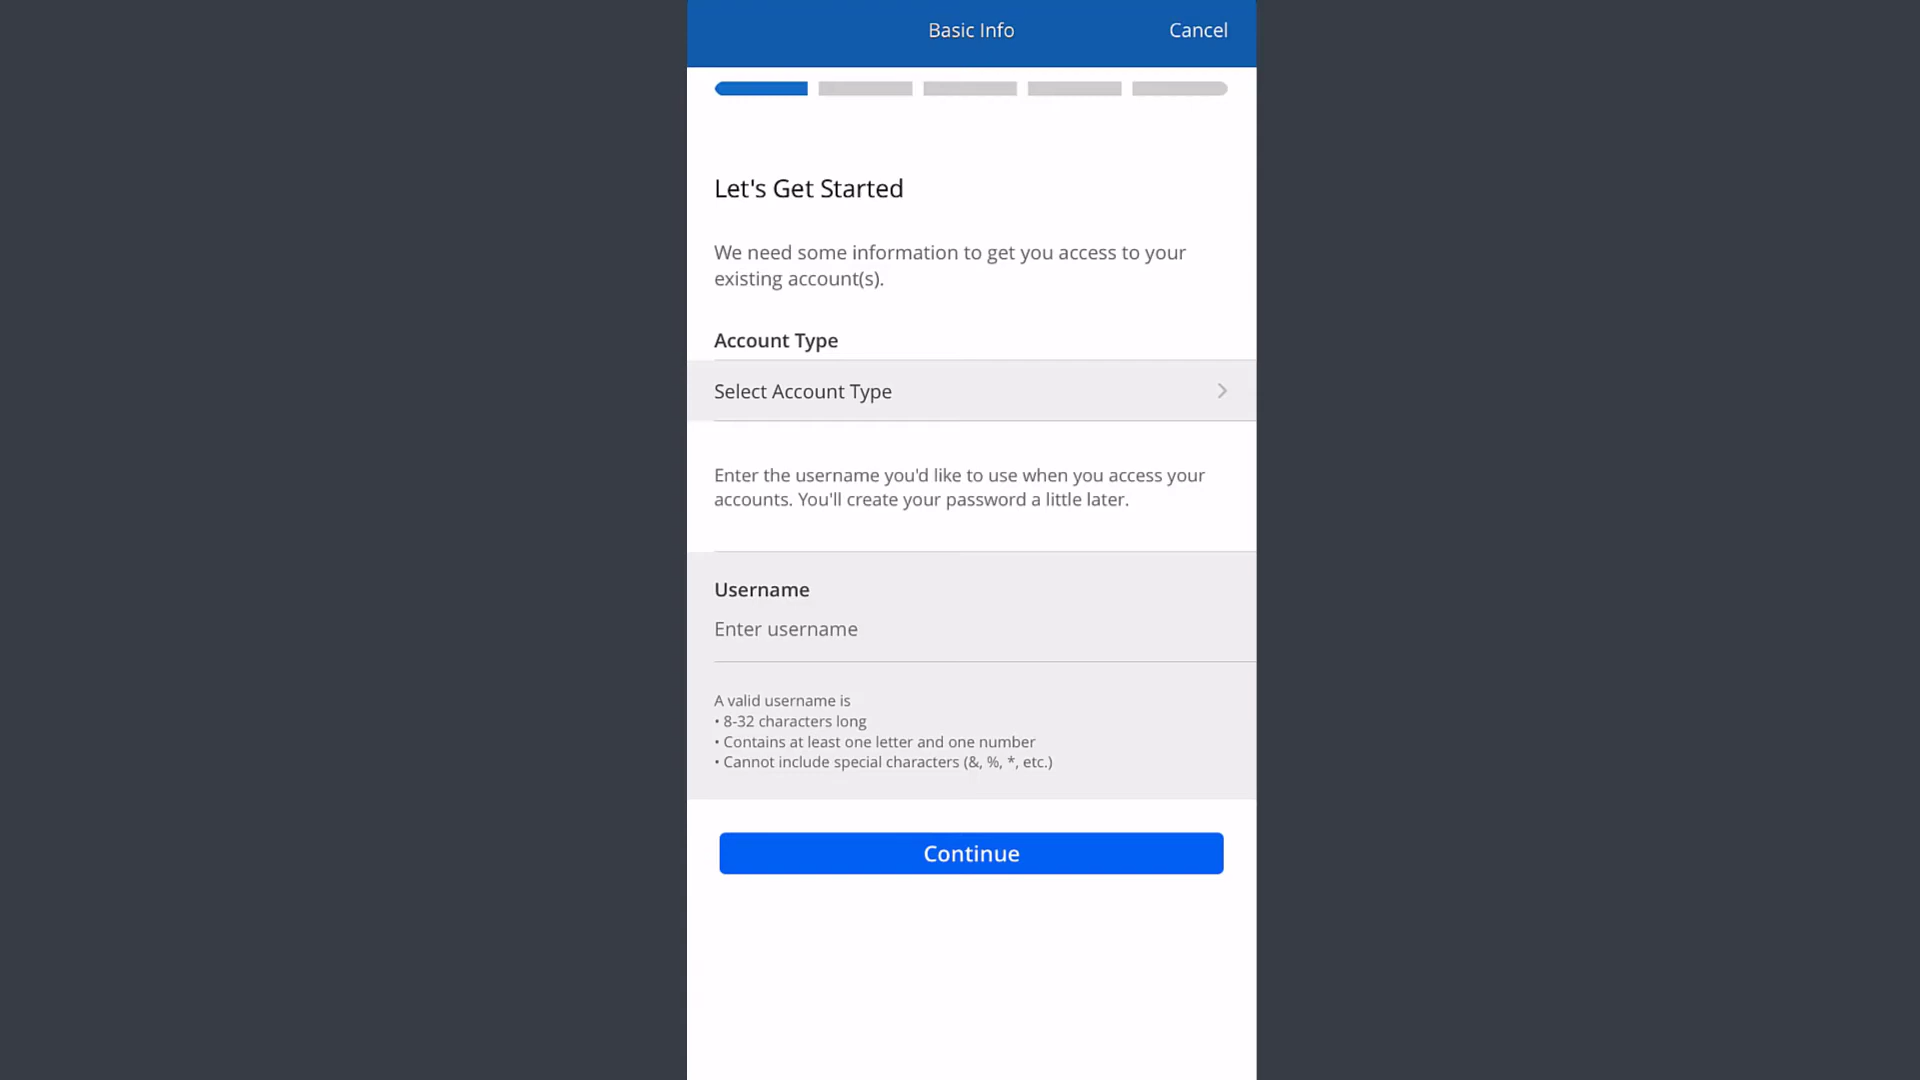 Basic Info
Cancel
Let's Get Started
We need some information to get you access to your
existing account(s).
Account Type
Select Account Type
Enter the username you'd like to use when you access your
accounts. You'll create your password a little later.
Username
Enter username
A valid username is
• 8-32 characters long
• Contains at least one letter and one number
• Cannot include special characters (&, %, *, etc.)
Continue